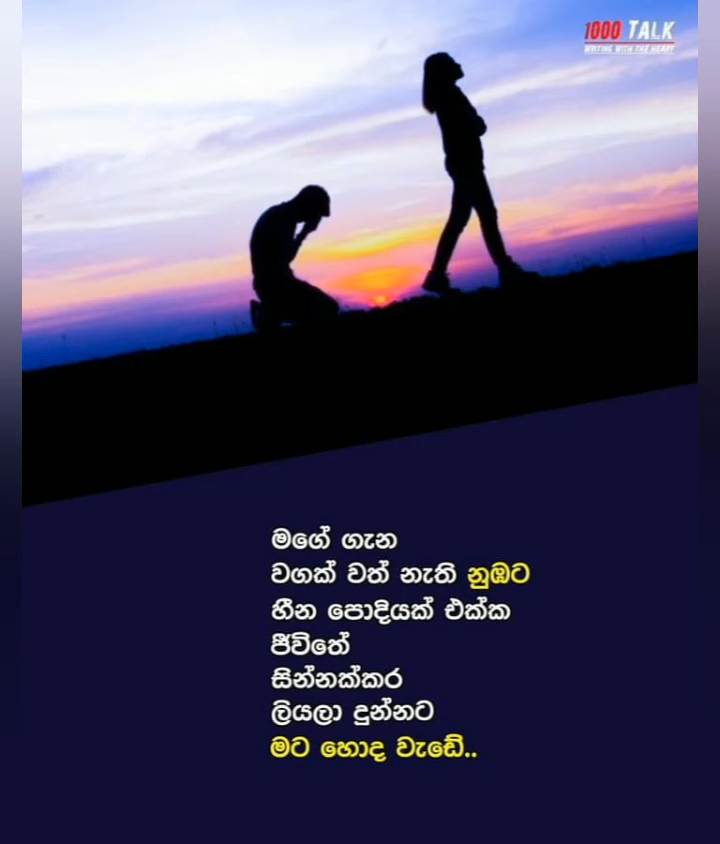 1000 TALK
WRITING WITH THE HEART
මගේ ගැන
වගක් වත් නැති නුඹට
හීන පොදියක් එක්ක
ජීවිතේ
සින්නක්කර
ලියලා දුන්නට
මට හොද වැඩේ..